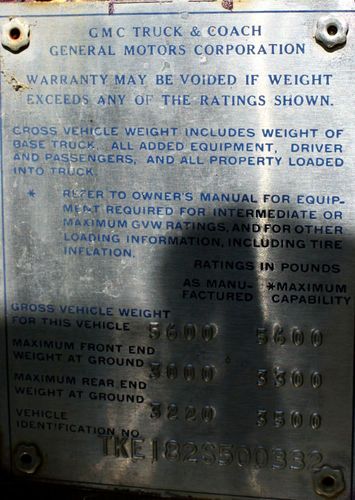 GMC TRUCK & COACH
GENERAL MOTORS CORPORATION
WARRANTY MAY BE VOIDED IF WEIGHT
EXCEEDS ANY OF THE RATINGS SHOWN.
GROSS VEHICLE WEIGHT INCLUDES WEIGHT OF
BASE TRUCK, ALL ADDED EQUIPMENT, DRIVER
AND PASSENGERS, AND ALL PROPERTY LOADED
INTO TRUCK.
* REFER TO OWNER'S MANUAL FOR EQUIP-
MENT REQUIRED FOR INTERMEDIATE OR
MAXIMUM GVW RATINGS, AND FOR OTHER
LOADING INFORMATION, INCLUDING TIRE
INFLATION.
RATINGS IN POUNDS
AS MANU- *MAXIMUM
FACTURED CAPABILITY
GROSS VEHICLE WEIGHT
FOR THIS VEHICLE 5600 5600
MAXIMUM FRONT END
WEIGHT AT GROUND 3000 3300
MAXIMUM REAR END
WEIGHT AT GROUND 3220 3500
VEHICLE
IDENTIFICATION NO. TKE182S500332